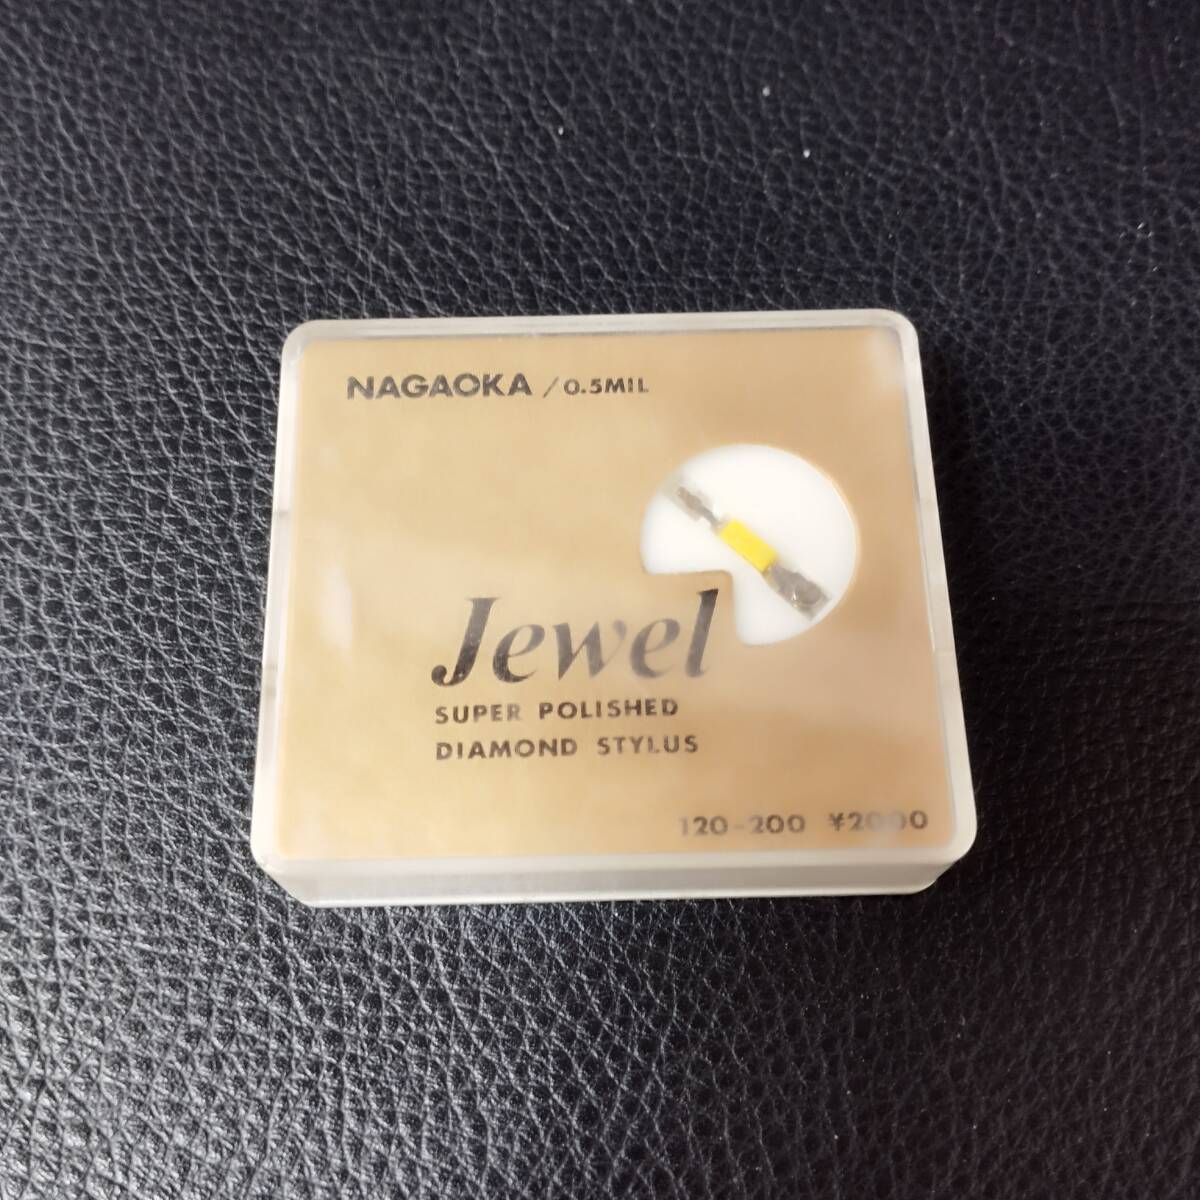 NAGAOKA / 0.5MIL
Jewel
SUPER POLISHED
DIAMOND STYLUS
120-200 ¥2000